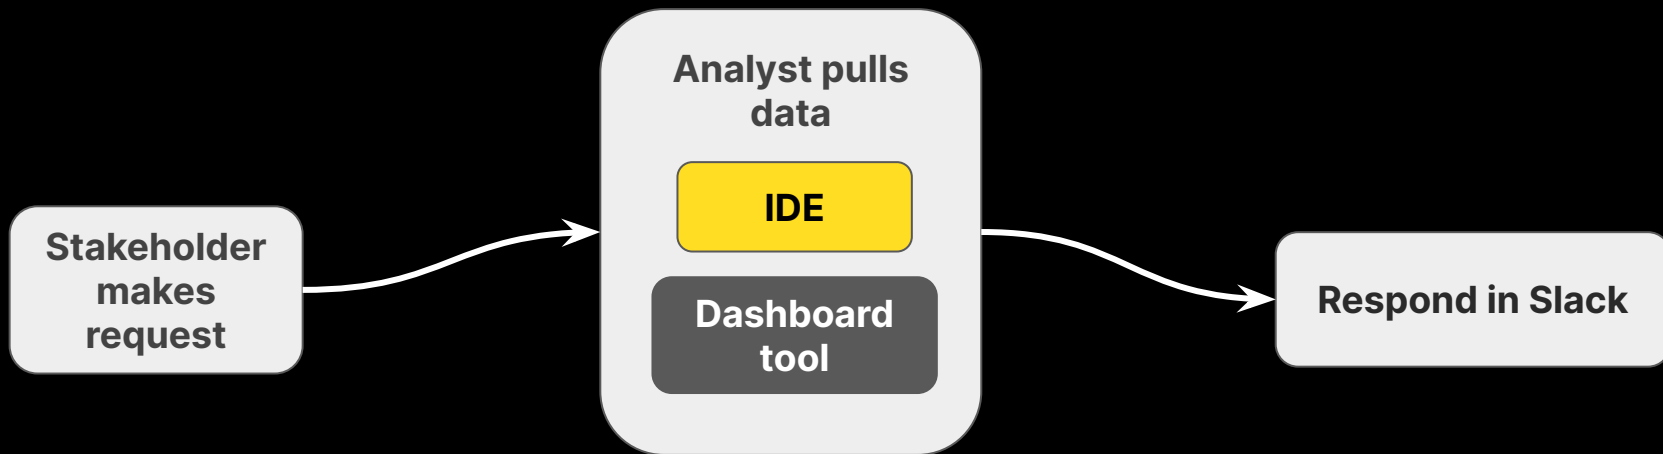 Stakeholder
makes
request
Analyst pulls
data
IDE
Dashboard
tool
Respond in Slack